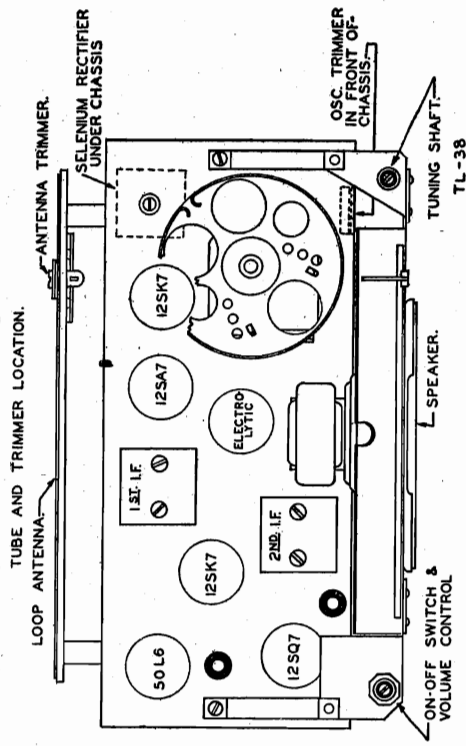 TUBE AND TRIMMER LOCATION.
LOOP ANTENNA.
ANTENNA TRIMMER.
SELENIUM RECTIFIER
UNDER CHASSIS
50L6
12SK7
1ST. I.F.
12SA7
12SK7
12SQ7
2ND. I.F.
ELECTRO-
LYTIC
OSC. TRIMMER
IN FRONT OF
CHASSIS.
ON-OFF SWITCH &
VOLUME CONTROL
SPEAKER.
TUNING SHAFT.
TL-38